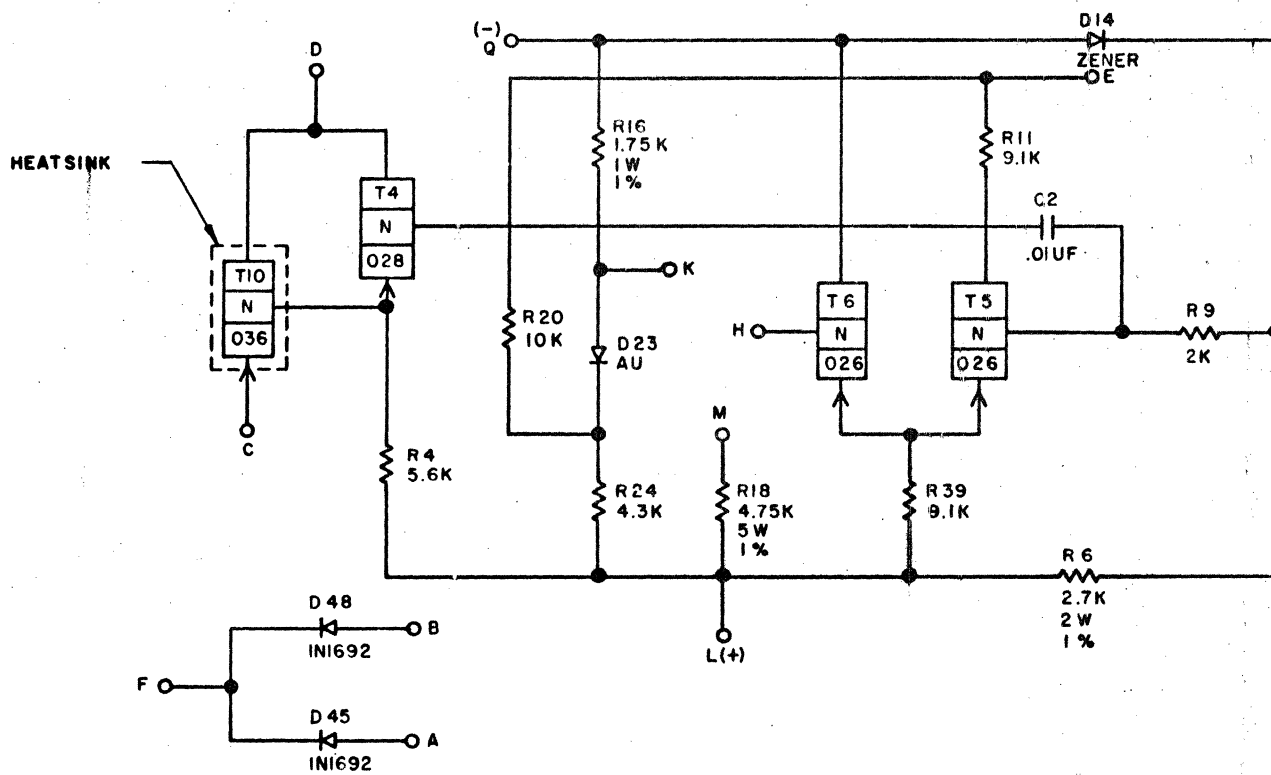 D
(-)
Q
D14
ZENER
E
R16
1.75K
1W
1%
R11
9.1K
HEATSINK
T4
N
028
C2
.01UF
K
T10
N
036
R20
10K
D23
AU
H
T6
N
026
T5
N
026
R9
2K
C
M
R4
5.6K
R24
4.3K
R18
4.75K
5W
1%
R39
9.1K
R6
2.7K
2W
1%
L(+)
D48
1N1692
B
F
D45
1N1692
A